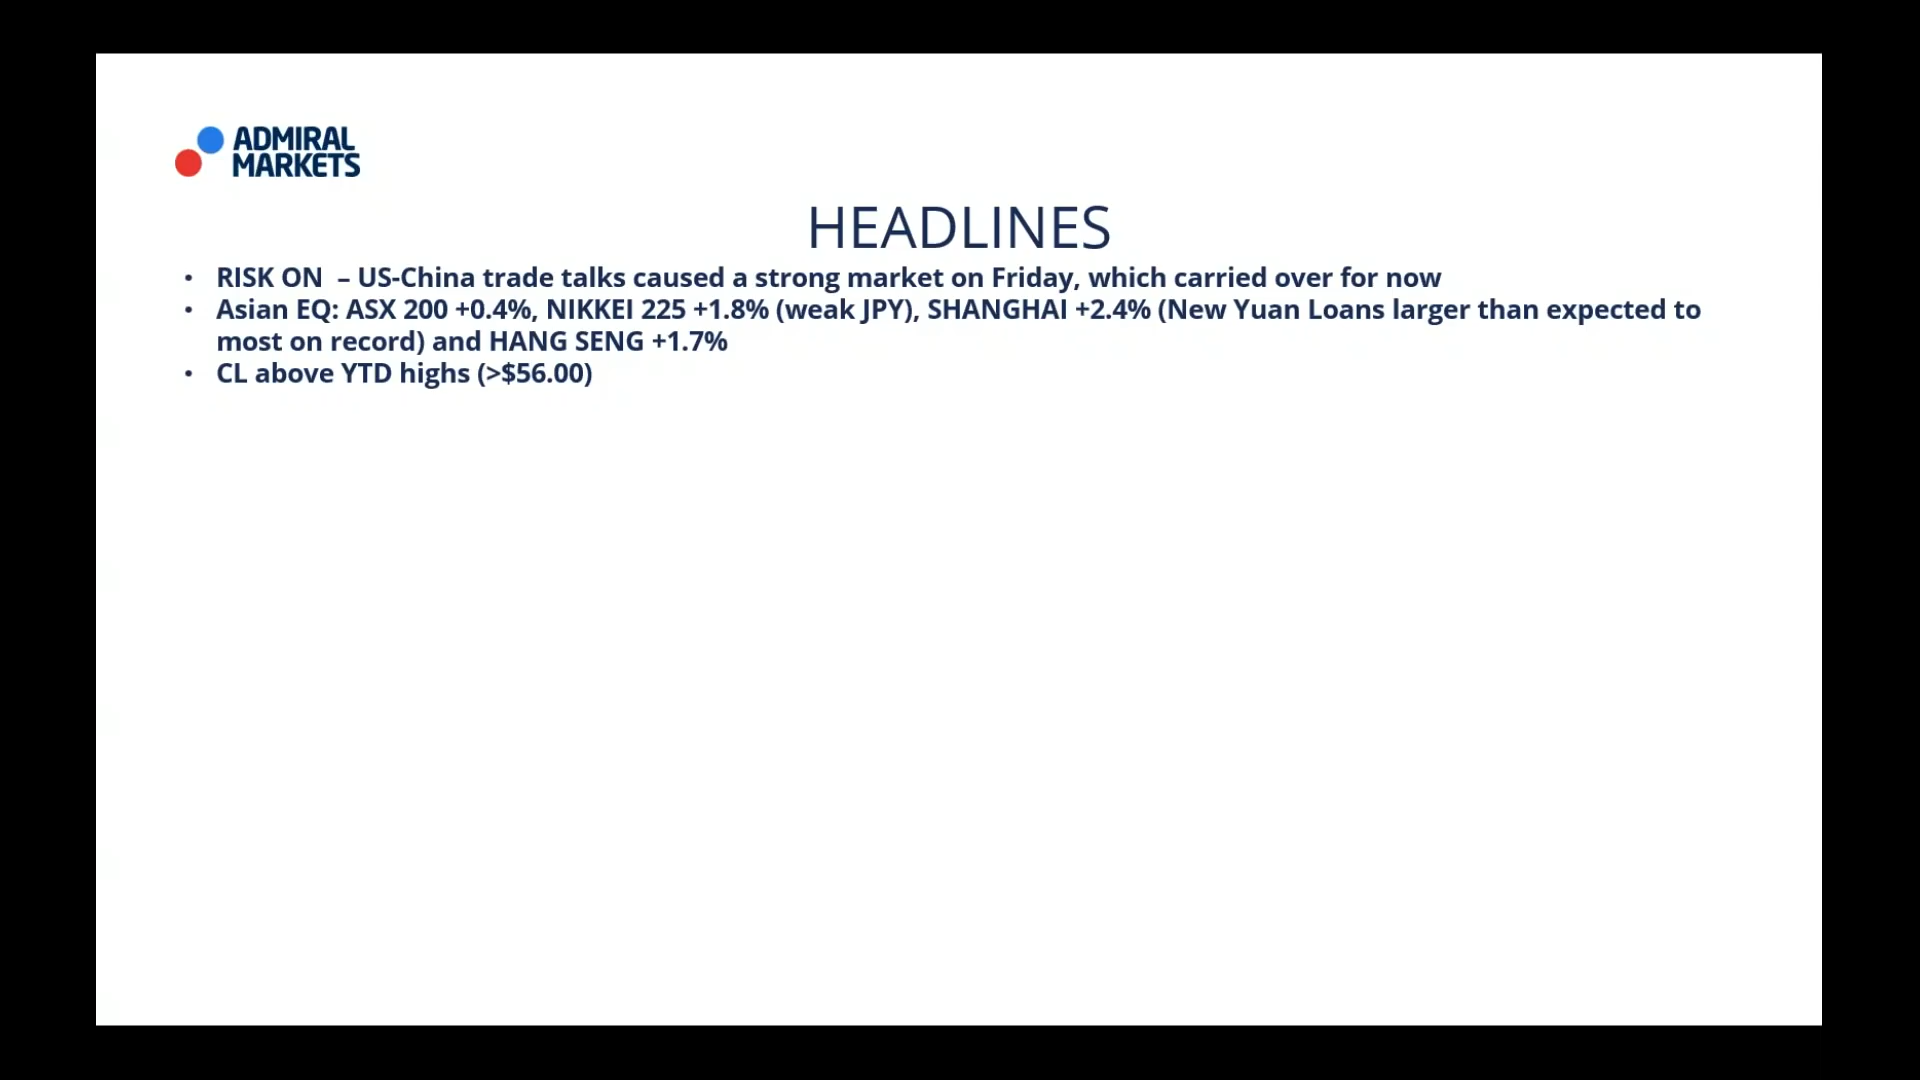 ADMIRAL
MARKETS
HEADLINES
• RISK ON – US-China trade talks caused a strong market on Friday, which carried over for now
• Asian EQ: ASX 200 +0.4%, NIKKEI 225 +1.8% (weak JPY), SHANGHAI +2.4% (New Yuan Loans larger than expected to
most on record) and HANG SENG +1.7%
• CL above YTD highs (>$56.00)